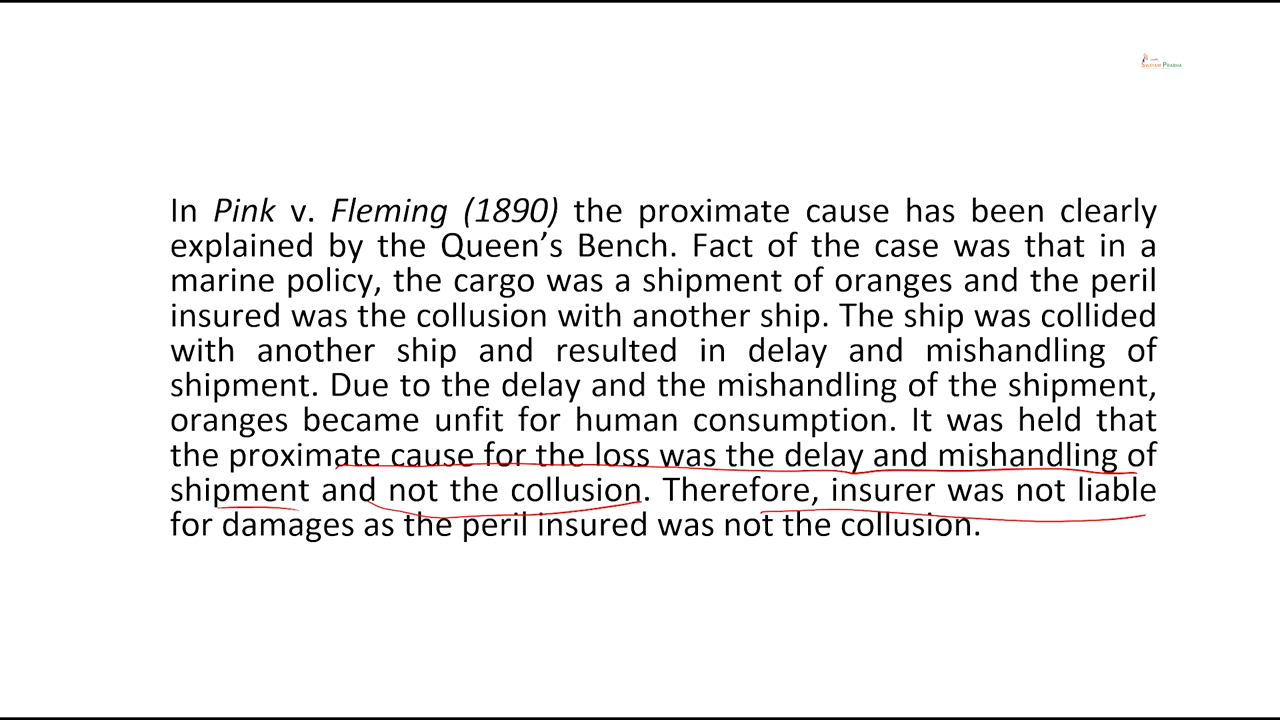 SWAYAM PRABHA
In Pink v. Fleming (1890) the proximate cause has been clearly
explained by the Queen’s Bench. Fact of the case was that in a
marine policy, the cargo was a shipment of oranges and the peril
insured was the collusion with another ship. The ship was collided
with another ship and resulted in delay and mishandling of
shipment. Due to the delay and the mishandling of the shipment,
oranges became unfit for human consumption. It was held that
the proximate cause for the loss was the delay and mishandling of
shipment and not the collusion. Therefore, insurer was not liable
for damages as the peril insured was not the collusion.